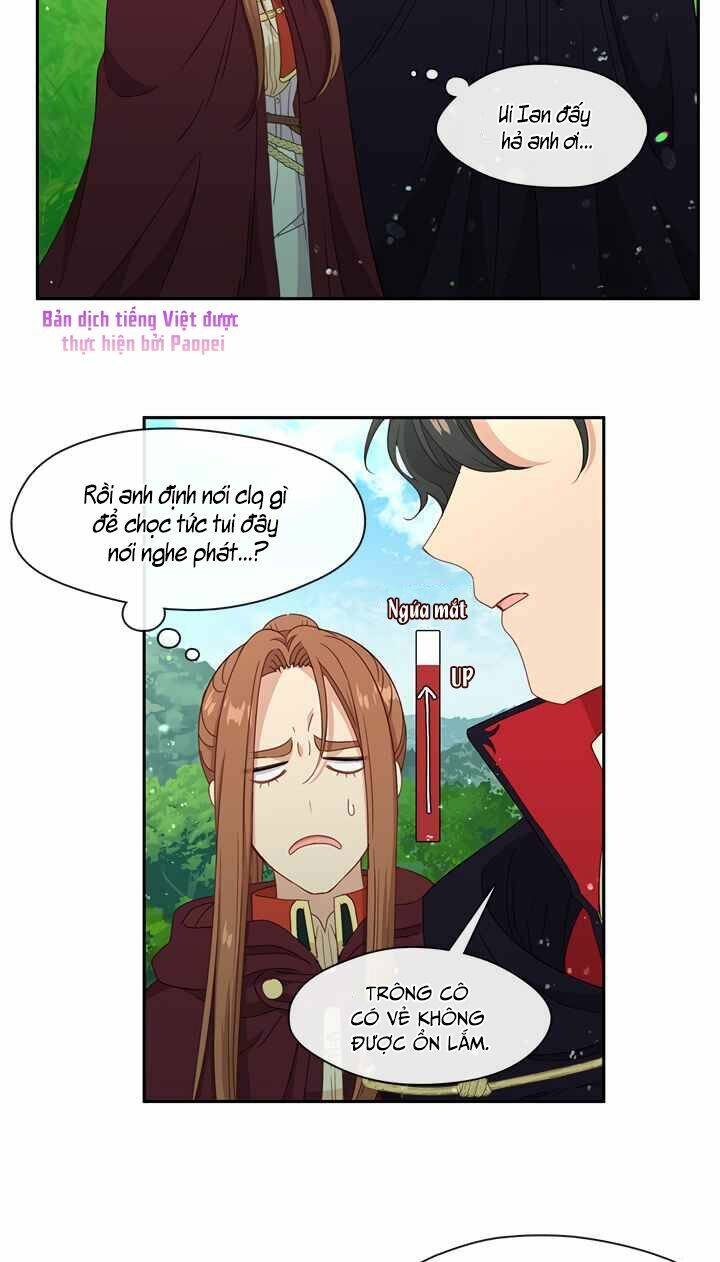 Ui Ian đấy
hả anh ơi...
Bản dịch tiếng Việt được
thực hiện bởi Paopei
Rồi anh định nói clq gì
để chọc tức tui đây
nói nghe phát...?
Ngứa mắt
UP
TRÔNG CÔ
CÓ VẺ KHÔNG
ĐƯỢC ỔN LẮM.